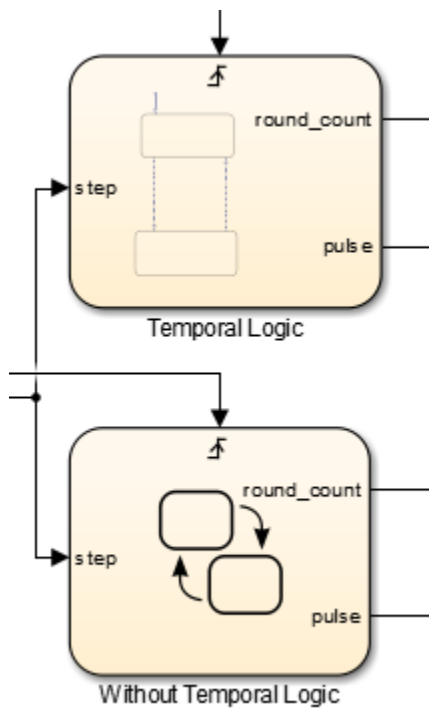 round_count
step
pulse
Temporal Logic
round_count
step
pulse
Without Temporal Logic